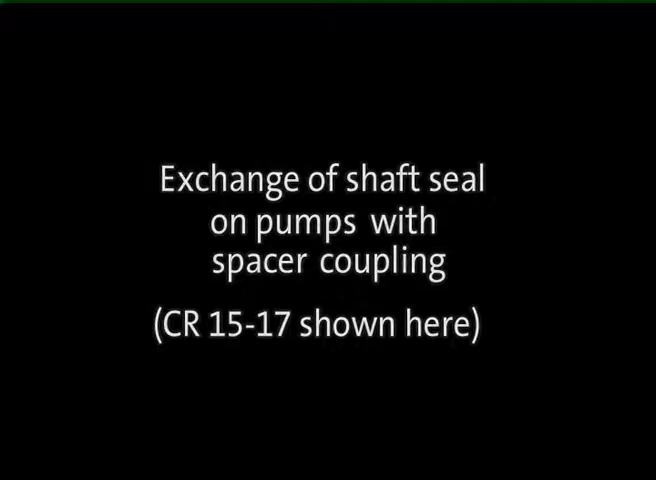 Exchange of shaft seal
on pumps with
spacer coupling
(CR 15-17 shown here)